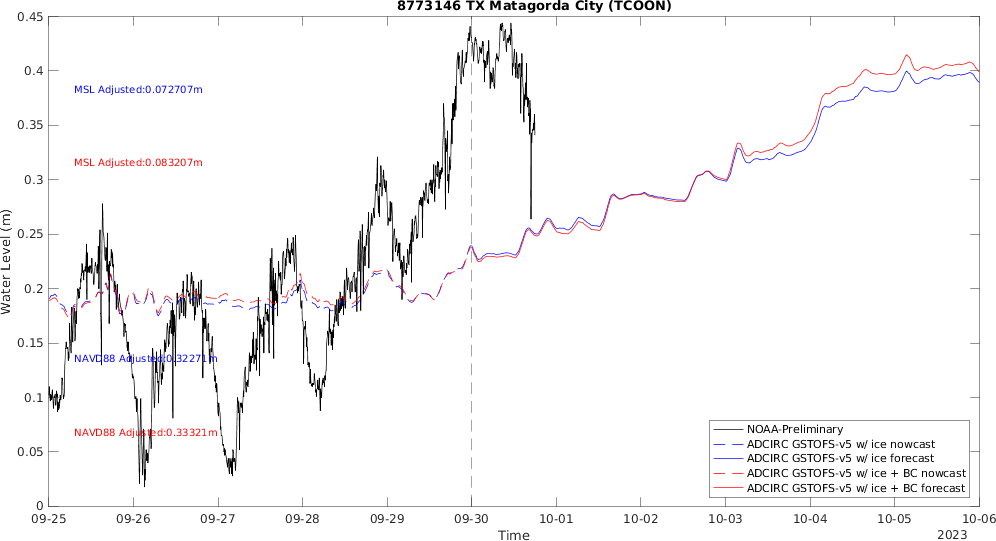 8773146 TX Matagorda City (TCOON)
Water Level (m)
0.45
0.4
0.35
0.3
0.25
0.2
0.15
0.1
0.05
0
MSL Adjusted:0.072707m
MSL Adjusted:0.083207m
NAVD88 Adjusted:0.32271m
NAVD88 Adjusted:0.33321m
NOAA-Preliminary
ADCIRC GSTOFS-v5 w/ ice nowcast
ADCIRC GSTOFS-v5 w/ ice forecast
ADCIRC GSTOFS-v5 w/ ice + BC nowcast
ADCIRC GSTOFS-v5 w/ ice + BC forecast
09-25 09-26 09-27 09-28 09-29 09-30 10-01 10-02 10-03 10-04 10-05 10-06
Time
2023